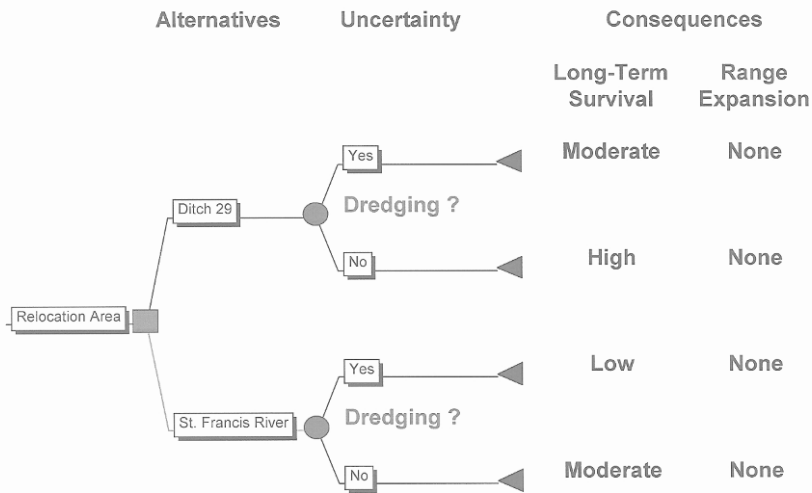 Alternatives Uncertainty Consequences
Long-Term Survival Range Expansion
Yes Moderate None
Ditch 29 Dredging ?
No High None
Relocation Area
Yes Low None
St. Francis River Dredging ?
No Moderate None